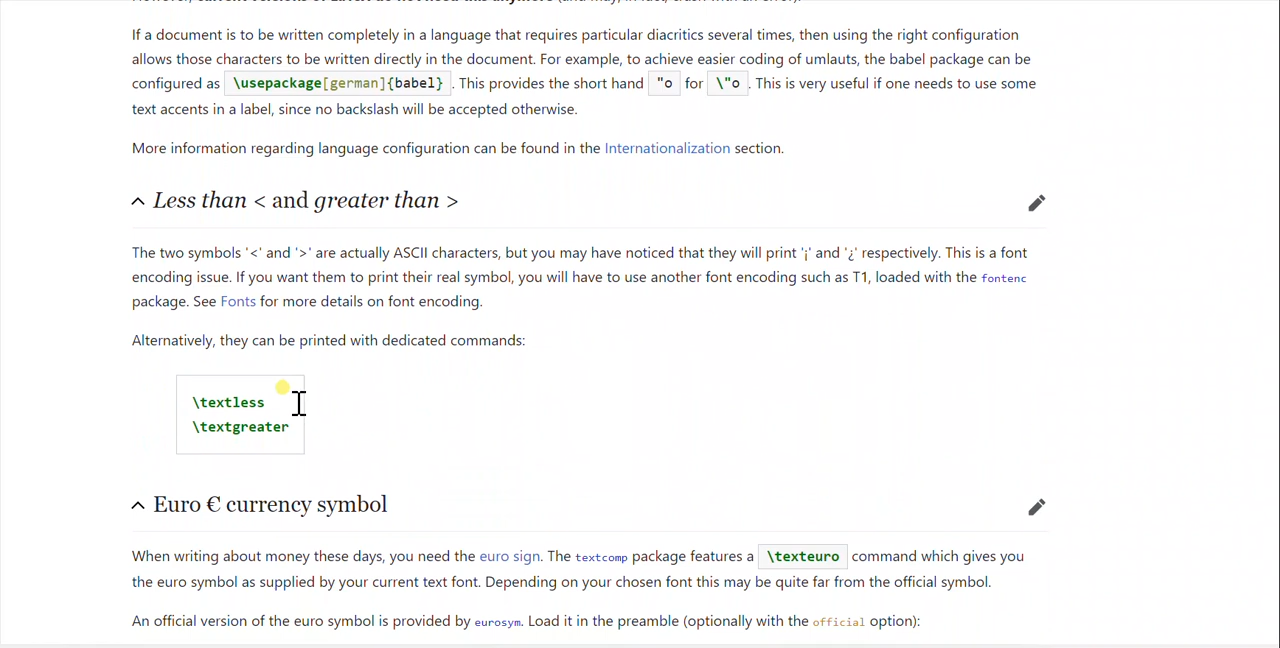 If a document is to be written completely in a language that requires particular diacritics several times, then using the right configuration
allows those characters to be written directly in the document. For example, to achieve easier coding of umlauts, the babel package can be
configured as \usepackage[german]{babel} . This provides the short hand "o for \"o . This is very useful if one needs to use some
text accents in a label, since no backslash will be accepted otherwise.
More information regarding language configuration can be found in the Internationalization section.
Less than < and greater than >
The two symbols '<' and '>' are actually ASCII characters, but you may have noticed that they will print '¡' and '¿' respectively. This is a font
encoding issue. If you want them to print their real symbol, you will have to use another font encoding such as T1, loaded with the fontenc
package. See Fonts for more details on font encoding.
Alternatively, they can be printed with dedicated commands:
\textless
\textgreater
Euro € currency symbol
When writing about money these days, you need the euro sign. The textcomp package features a \texteuro command which gives you
the euro symbol as supplied by your current text font. Depending on your chosen font this may be quite far from the official symbol.
An official version of the euro symbol is provided by eurosym. Load it in the preamble (optionally with the official option):